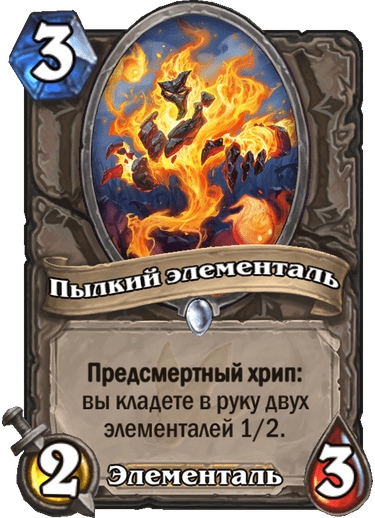 3
Пылкий элементаль
Предсмертный хрип:
вы кладете в руку двух
элементалей 1/2.
2 Элементаль 3